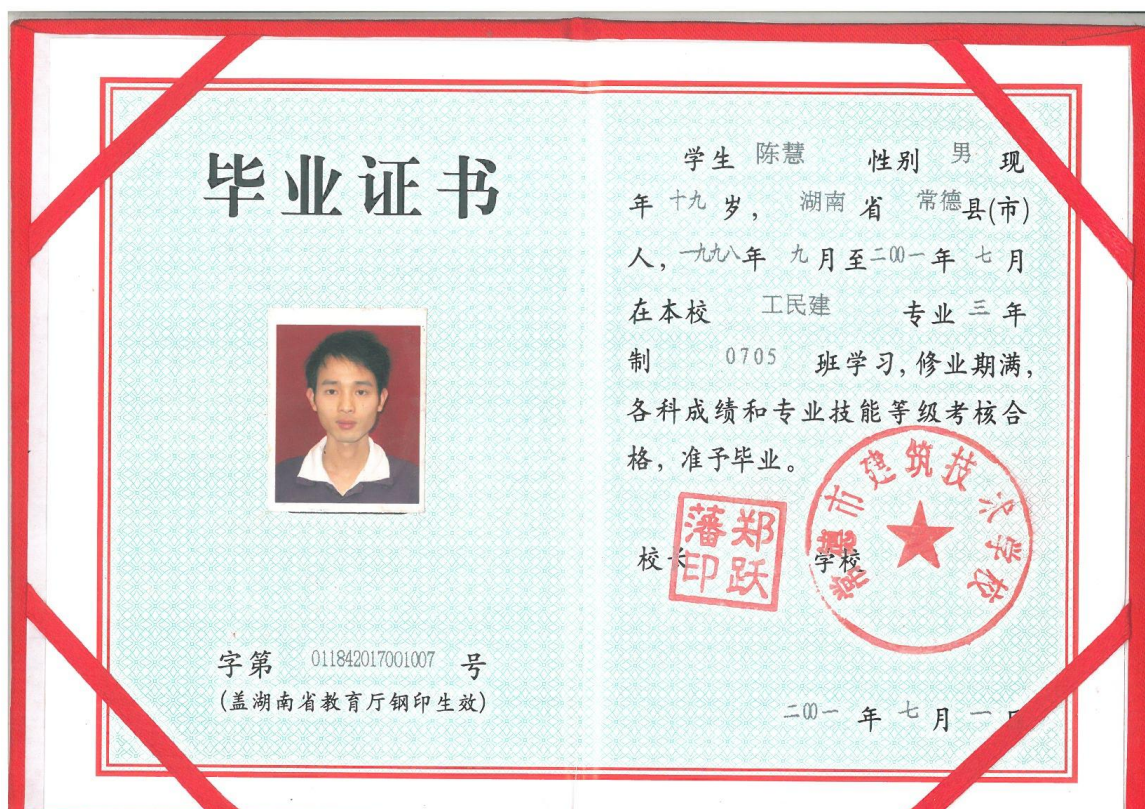 毕业证书
字第 011842017001007 号
(盖湖南省教育厅钢印生效)
学生 陈慧 性别 男 现
年 十九 岁, 湖南 省 常德 县(市)
人, 一九九八 年 九 月至 二00一 年 七 月
在本校 工民建 专业 三 年
制 0705 班学习, 修业期满,
各科成绩和专业技能等级考核合
格, 准予毕业。
校长
郑跃藩印
学校
常德市建筑技术学校
二00一 年 七 月 一 日